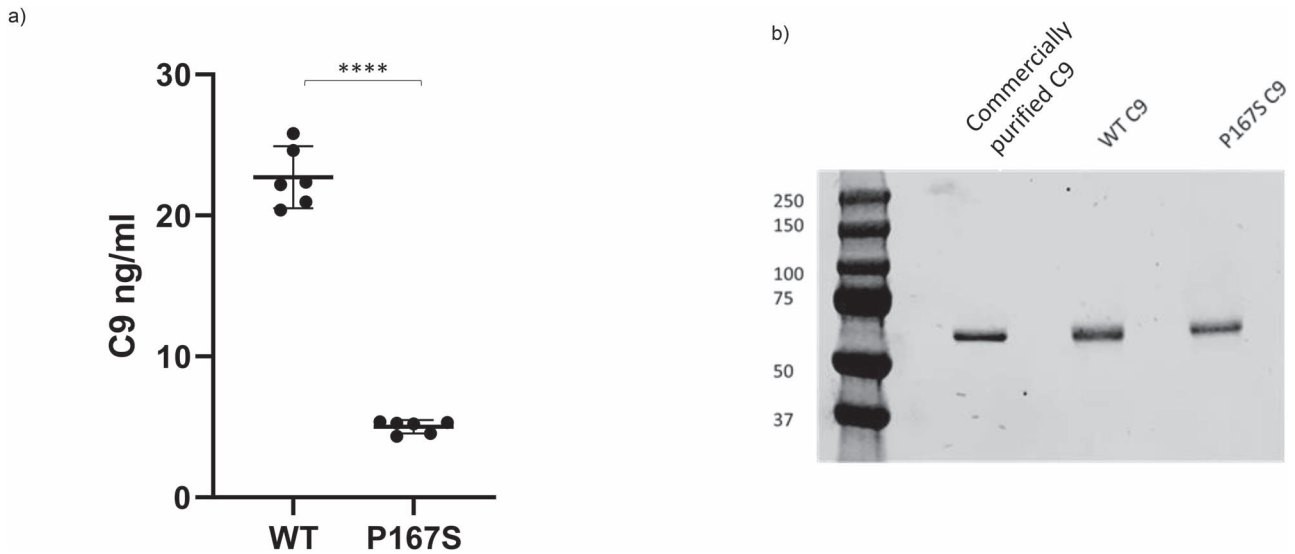 a)
****
30
20
10
0
C9 ng/ml
WT
P167S
b)
Commercially
purified C9
WT C9
P167S C9
250
150
100
75
50
37